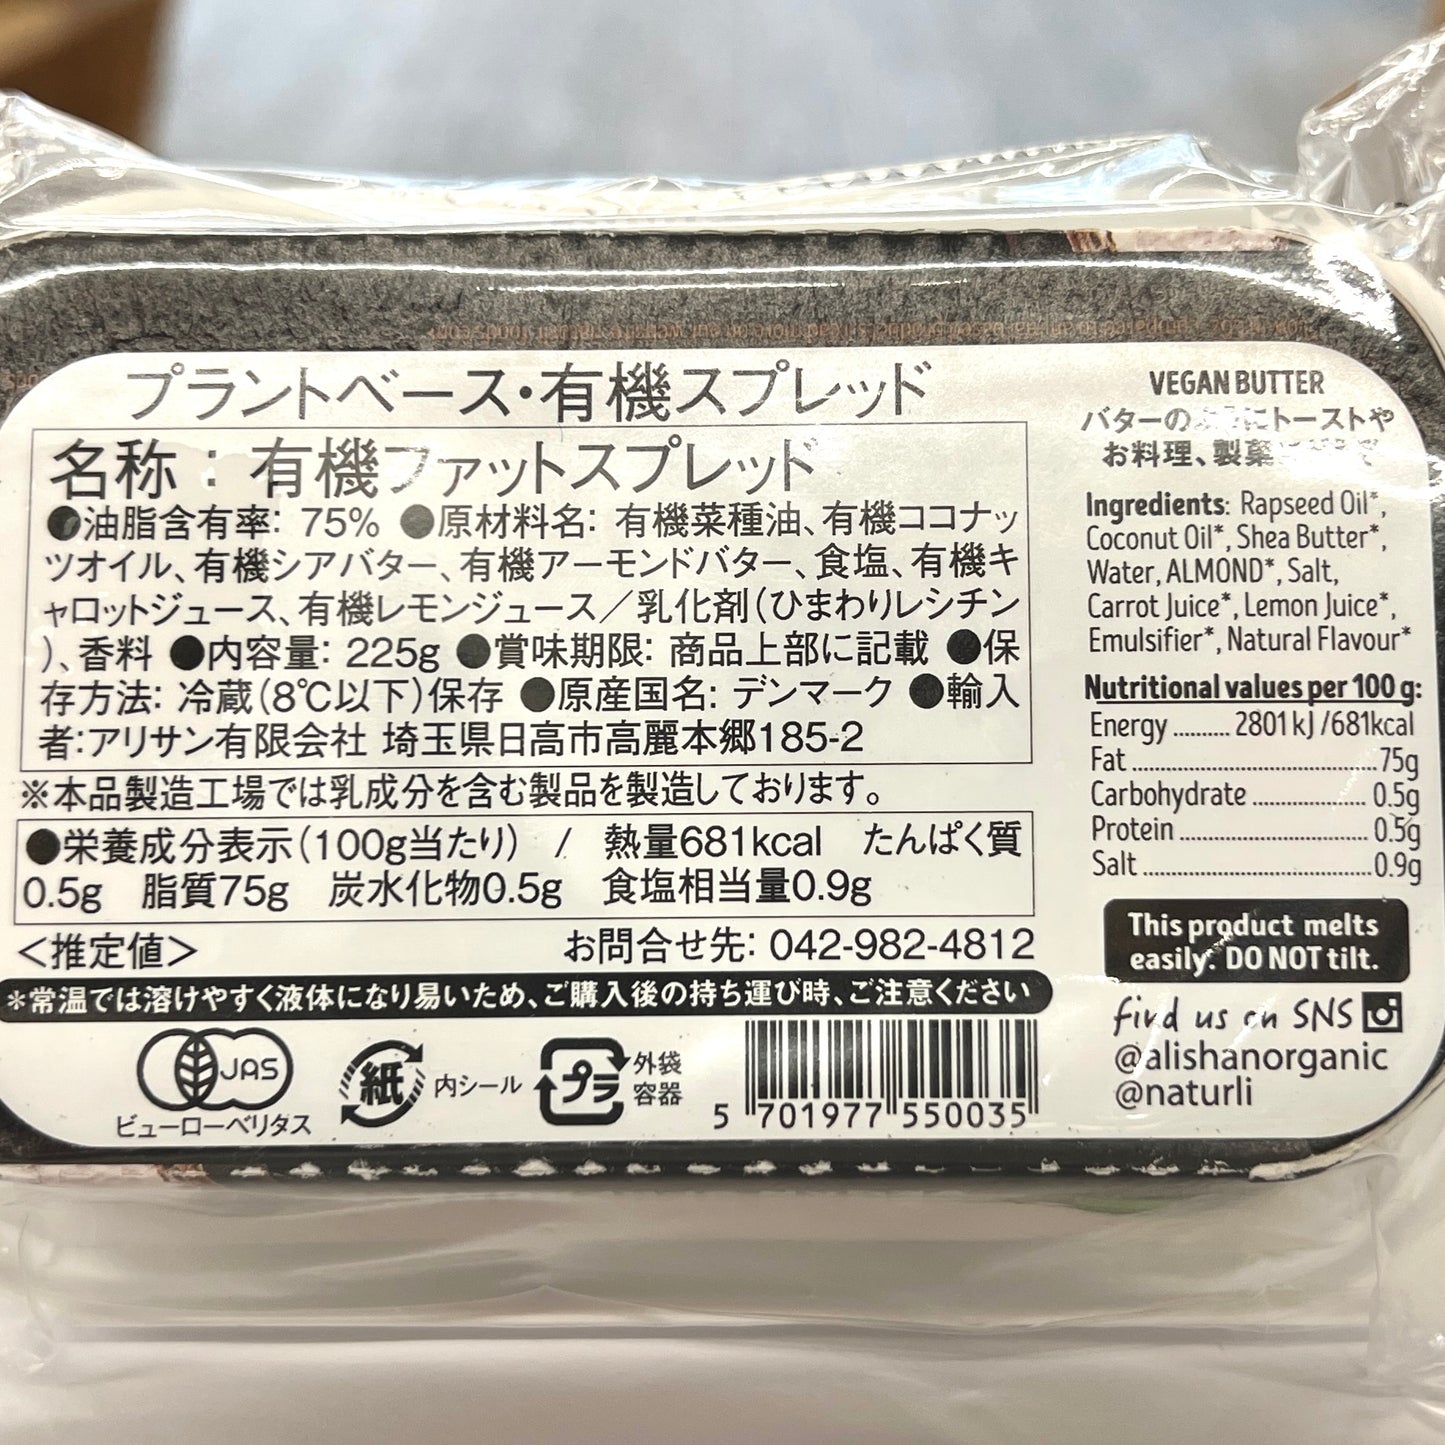 プラントベース・有機スプレッド
名称：有機ファットスプレッド
●油脂含有率：75% ●原材料名：有機菜種油、有機ココナッ
ツオイル、有機シアバター、有機アーモンドバター、食塩、有機キ
ャロットジュース、有機レモンジュース／乳化剤（ひまわりレシチン
）、香料 ●内容量：225g ●賞味期限：商品上部に記載 ●保
存方法：冷蔵（8℃以下）保存 ●原産国名：デンマーク ●輸入
者：アリサン有限会社 埼玉県日高市高麗本郷185-2
※本品製造工場では乳成分を含む製品を製造しております。
●栄養成分表示（100g当たり） / 熱量681kcal たんぱく質
0.5g 脂質75g 炭水化物0.5g 食塩相当量0.9g
＜推定値＞ お問合せ先：042-982-4812
*常温では溶けやすく液体になり易いため、ご購入後の持ち運び時、ご注意ください
JAS
ビューローベリタス
紙 内シール
プラ 外袋
容器
5 701977 550035
VEGAN BUTTER
バターのようにトーストや
お料理、製菓
Ingredients: Rapseed Oil*,
Coconut Oil*, Shea Butter*,
Water, ALMOND*, Salt,
Carrot Juice*, Lemon Juice*,
Emulsifier*, Natural Flavour*
Nutritional values per 100 g:
Energy .......... 2801 kJ /681kcal
Fat ..........75g
Carbohydrate .......... 0.5g
Protein .......... 0.5g
Salt ..........0.9g
This product melts
easily. DO NOT tilt.
find us on SNS
@alishanorganic
@naturli